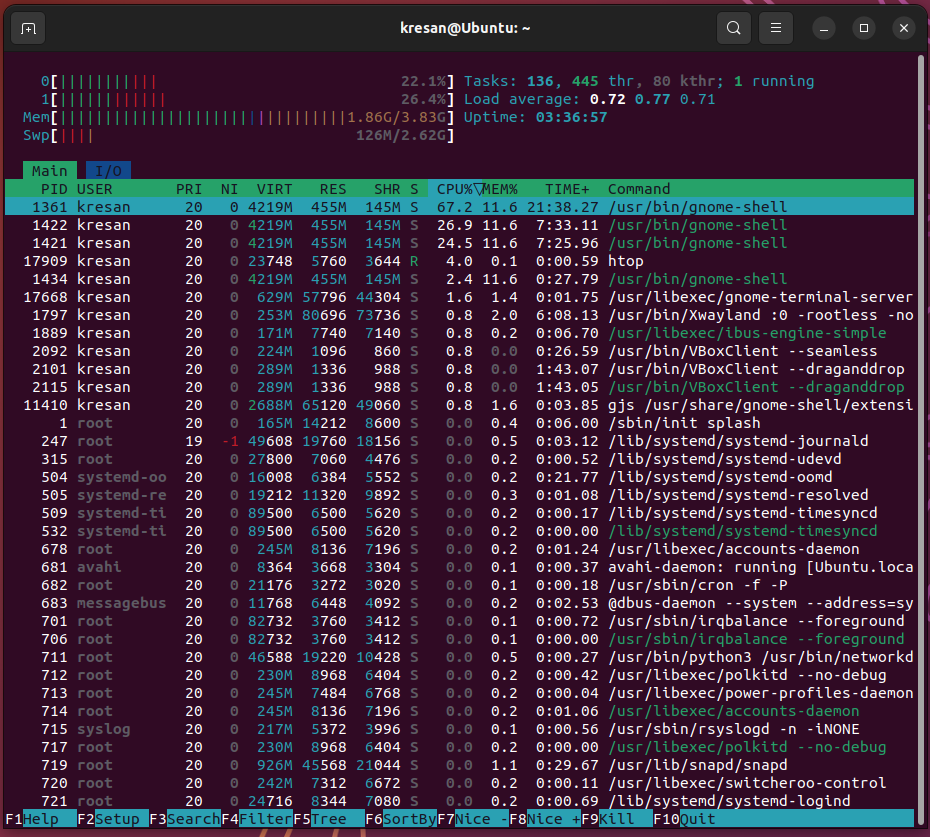 kresan@Ubuntu: ~
0[||||||||||| 22.1%] Tasks: 136, 445 thr, 80 kthr; 1 running
1[|||||||||||| 26.4%] Load average: 0.72 0.77 0.71
Mem[||||||||||||||||||||||||||||||||1.86G/3.83G] Uptime: 03:36:57
Swp[|||| 126M/2.62G]
Main I/O
PID USER PRI NI VIRT RES SHR S CPU%▽MEM% TIME+ Command
1361 kresan 20 0 4219M 455M 145M S 67.2 11.6 21:38.27 /usr/bin/gnome-shell
1422 kresan 20 0 4219M 455M 145M S 26.9 11.6 7:33.11 /usr/bin/gnome-shell
1421 kresan 20 0 4219M 455M 145M S 24.5 11.6 7:25.96 /usr/bin/gnome-shell
17909 kresan 20 0 23748 5760 3644 R 4.0 0.1 0:00.59 htop
1434 kresan 20 0 4219M 455M 145M S 2.4 11.6 0:27.79 /usr/bin/gnome-shell
17668 kresan 20 0 629M 57796 44304 S 1.6 1.4 0:01.75 /usr/libexec/gnome-terminal-server
1797 kresan 20 0 253M 80696 73736 S 0.8 2.0 6:08.13 /usr/bin/Xwayland :0 -rootless -no
1889 kresan 20 0 171M 7740 7140 S 0.8 0.2 0:06.70 /usr/libexec/ibus-engine-simple
2092 kresan 20 0 224M 1096 860 S 0.8 0.0 0:26.59 /usr/bin/VBoxClient --seamless
2101 kresan 20 0 289M 1336 988 S 0.8 0.0 1:43.07 /usr/bin/VBoxClient --draganddrop
2115 kresan 20 0 289M 1336 988 S 0.8 0.0 1:43.05 /usr/bin/VBoxClient --draganddrop
11410 kresan 20 0 2688M 65120 49060 S 0.8 1.6 0:03.85 gjs /usr/share/gnome-shell/extensi
1 root 20 0 165M 14212 8600 S 0.0 0.4 0:06.00 /sbin/init splash
247 root 19 -1 49608 19760 18156 S 0.0 0.5 0:03.12 /lib/systemd/systemd-journald
315 root 20 0 27800 7060 4476 S 0.0 0.2 0:00.52 /lib/systemd/systemd-udevd
504 systemd-oo 20 0 16008 6384 5552 S 0.0 0.2 0:21.77 /lib/systemd/systemd-oomd
505 systemd-re 20 0 19212 11320 9892 S 0.0 0.3 0:01.08 /lib/systemd/systemd-resolved
509 systemd-ti 20 0 89500 6500 5620 S 0.0 0.2 0:00.17 /lib/systemd/systemd-timesyncd
532 systemd-ti 20 0 89500 6500 5620 S 0.0 0.2 0:00.00 /lib/systemd/systemd-timesyncd
678 root 20 0 245M 8136 7196 S 0.0 0.2 0:01.24 /usr/libexec/accounts-daemon
681 avahi 20 0 8364 3668 3304 S 0.0 0.1 0:00.37 avahi-daemon: running [Ubuntu.loca
682 root 20 0 21176 3272 3020 S 0.0 0.1 0:00.18 /usr/sbin/cron -f -P
683 messagebus 20 0 11768 6448 4092 S 0.0 0.2 0:02.53 @dbus-daemon --system --address=sy
701 root 20 0 82732 3760 3412 S 0.0 0.1 0:00.72 /usr/sbin/irqbalance --foreground
706 root 20 0 82732 3760 3412 S 0.0 0.1 0:00.00 /usr/sbin/irqbalance --foreground
711 root 20 0 46588 19220 10428 S 0.0 0.5 0:00.27 /usr/bin/python3 /usr/bin/networkd
712 root 20 0 230M 8968 6404 S 0.0 0.2 0:00.42 /usr/libexec/polkitd --no-debug
713 root 20 0 245M 7484 6768 S 0.0 0.2 0:00.04 /usr/libexec/power-profiles-daemon
714 root 20 0 245M 8136 7196 S 0.0 0.2 0:01.06 /usr/libexec/accounts-daemon
715 syslog 20 0 217M 5372 3996 S 0.0 0.1 0:00.56 /usr/sbin/rsyslogd -n -iNONE
717 root 20 0 230M 8968 6404 S 0.0 0.2 0:00.00 /usr/libexec/polkitd --no-debug
719 root 20 0 926M 45568 21044 S 0.0 1.1 0:29.67 /usr/lib/snapd/snapd
720 root 20 0 242M 7312 6672 S 0.0 0.2 0:00.11 /usr/libexec/switcheroo-control
721 root 20 0 24716 8344 7080 S 0.0 0.2 0:00.69 /lib/systemd/systemd-logind
F1Help F2Setup F3SearchF4FilterF5Tree F6SortByF7Nice -F8Nice +F9Kill F10Quit